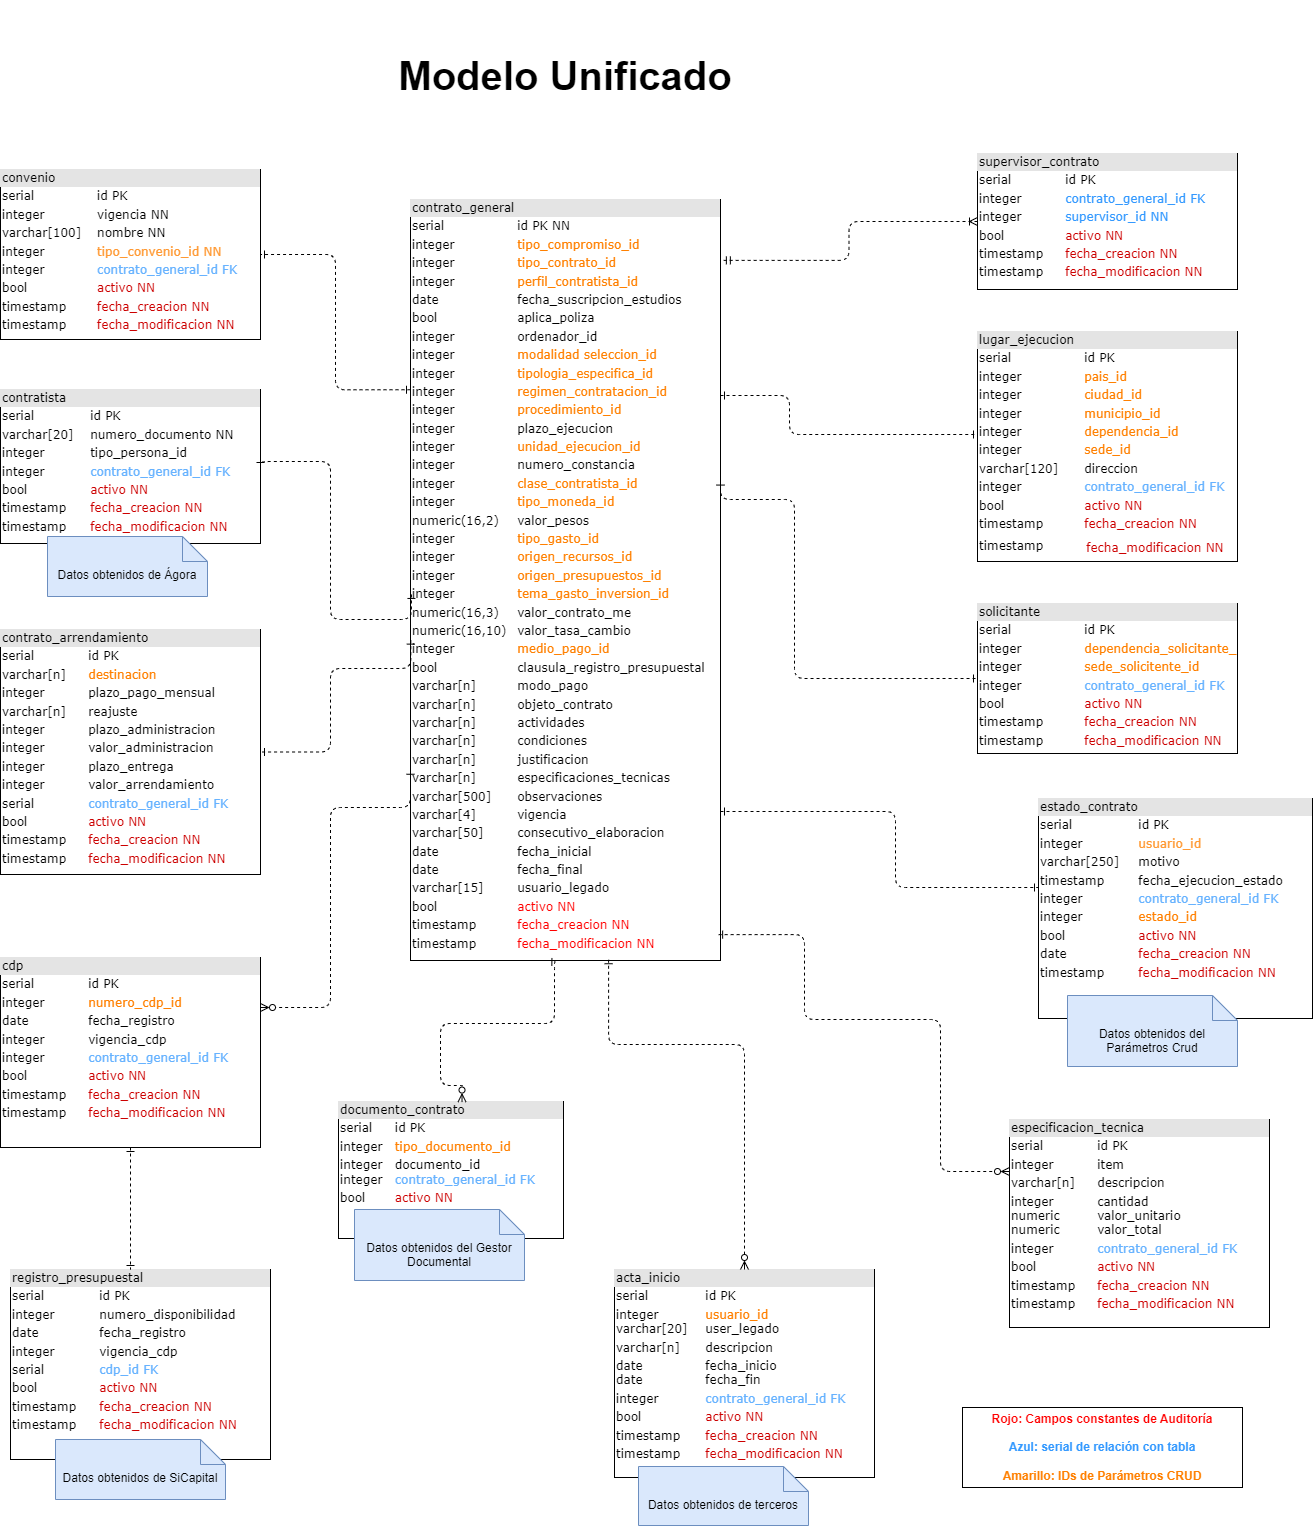 Modelo Unificado
convenio
serial id PK
integer vigencia NN
varchar[100] nombre NN
integer tipo_convenio_id NN
integer contrato_general_id FK
bool activo NN
timestamp fecha_creacion NN
timestamp fecha_modificacion NN
contratista
serial id PK
varchar[20] numero_documento NN
integer tipo_persona_id
integer contrato_general_id FK
bool activo NN
timestamp fecha_creacion NN
timestamp fecha_modificacion NN
Datos obtenidos de Ágora
contrato_arrendamiento
serial id PK
varchar[n] destinacion
integer plazo_pago_mensual
varchar[n] reajuste
integer plazo_administracion
integer valor_administracion
integer plazo_entrega
integer valor_arrendamiento
serial contrato_general_id FK
bool activo NN
timestamp fecha_creacion NN
timestamp fecha_modificacion NN
cdp
serial id PK
integer numero_cdp_id
date fecha_registro
integer vigencia_cdp
integer contrato_general_id FK
bool activo NN
timestamp fecha_creacion NN
timestamp fecha_modificacion NN
registro_presupuestal
serial id PK
integer numero_disponibilidad
date fecha_registro
integer vigencia_cdp
serial cdp_id FK
bool activo NN
timestamp fecha_creacion NN
timestamp fecha_modificacion NN
Datos obtenidos de SiCapital
contrato_general
serial id PK NN
integer tipo_compromiso_id
integer tipo_contrato_id
integer perfil_contratista_id
date fecha_suscripcion_estudios
bool aplica_poliza
integer ordenador_id
integer modalidad seleccion_id
integer tipologia_especifica_id
integer regimen_contratacion_id
integer procedimiento_id
integer plazo_ejecucion
integer unidad_ejecucion_id
integer numero_constancia
integer clase_contratista_id
integer tipo_moneda_id
numeric(16,2) valor_pesos
integer tipo_gasto_id
integer origen_recursos_id
integer origen_presupuestos_id
integer tema_gasto_inversion_id
numeric(16,3) valor_contrato_me
numeric(16,10) valor_tasa_cambio
integer medio_pago_id
bool clausula_registro_presupuestal
varchar[n] modo_pago
varchar[n] objeto_contrato
varchar[n] actividades
varchar[n] condiciones
varchar[n] justificacion
varchar[n] especificaciones_tecnicas
varchar[500] observaciones
varchar[4] vigencia
varchar[50] consecutivo_elaboracion
date fecha_inicial
date fecha_final
varchar[15] usuario_legado
bool activo NN
timestamp fecha_creacion NN
timestamp fecha_modificacion NN
documento_contrato
serial id PK
integer tipo_documento_id
integer documento_id
integer contrato_general_id FK
bool activo NN
Datos obtenidos del Gestor
Documental
acta_inicio
serial id PK
integer usuario_id
varchar[20] user_legado
varchar[n] descripcion
date fecha_inicio
date fecha_fin
integer contrato_general_id FK
bool activo NN
timestamp fecha_creacion NN
timestamp fecha_modificacion NN
Datos obtenidos de terceros
supervisor_contrato
serial id PK
integer contrato_general_id FK
integer supervisor_id NN
bool activo NN
timestamp fecha_creacion NN
timestamp fecha_modificacion NN
lugar_ejecucion
serial id PK
integer pais_id
integer ciudad_id
integer municipio_id
integer dependencia_id
integer sede_id
varchar[120] direccion
integer contrato_general_id FK
bool activo NN
timestamp fecha_creacion NN
timestamp fecha_modificacion NN
solicitante
serial id PK
integer dependencia_solicitante_
integer sede_solicitente_id
integer contrato_general_id FK
bool activo NN
timestamp fecha_creacion NN
timestamp fecha_modificacion NN
estado_contrato
serial id PK
integer usuario_id
varchar[250] motivo
timestamp fecha_ejecucion_estado
integer contrato_general_id FK
integer estado_id
bool activo NN
date fecha_creacion NN
timestamp fecha_modificacion NN
Datos obtenidos del
Parámetros Crud
especificacion_tecnica
serial id PK
integer item
varchar[n] descripcion
integer cantidad
numeric valor_unitario
numeric valor_total
integer contrato_general_id FK
bool activo NN
timestamp fecha_creacion NN
timestamp fecha_modificacion NN
Rojo: Campos constantes de Auditoría
Azul: serial de relación con tabla
Amarillo: IDs de Parámetros CRUD